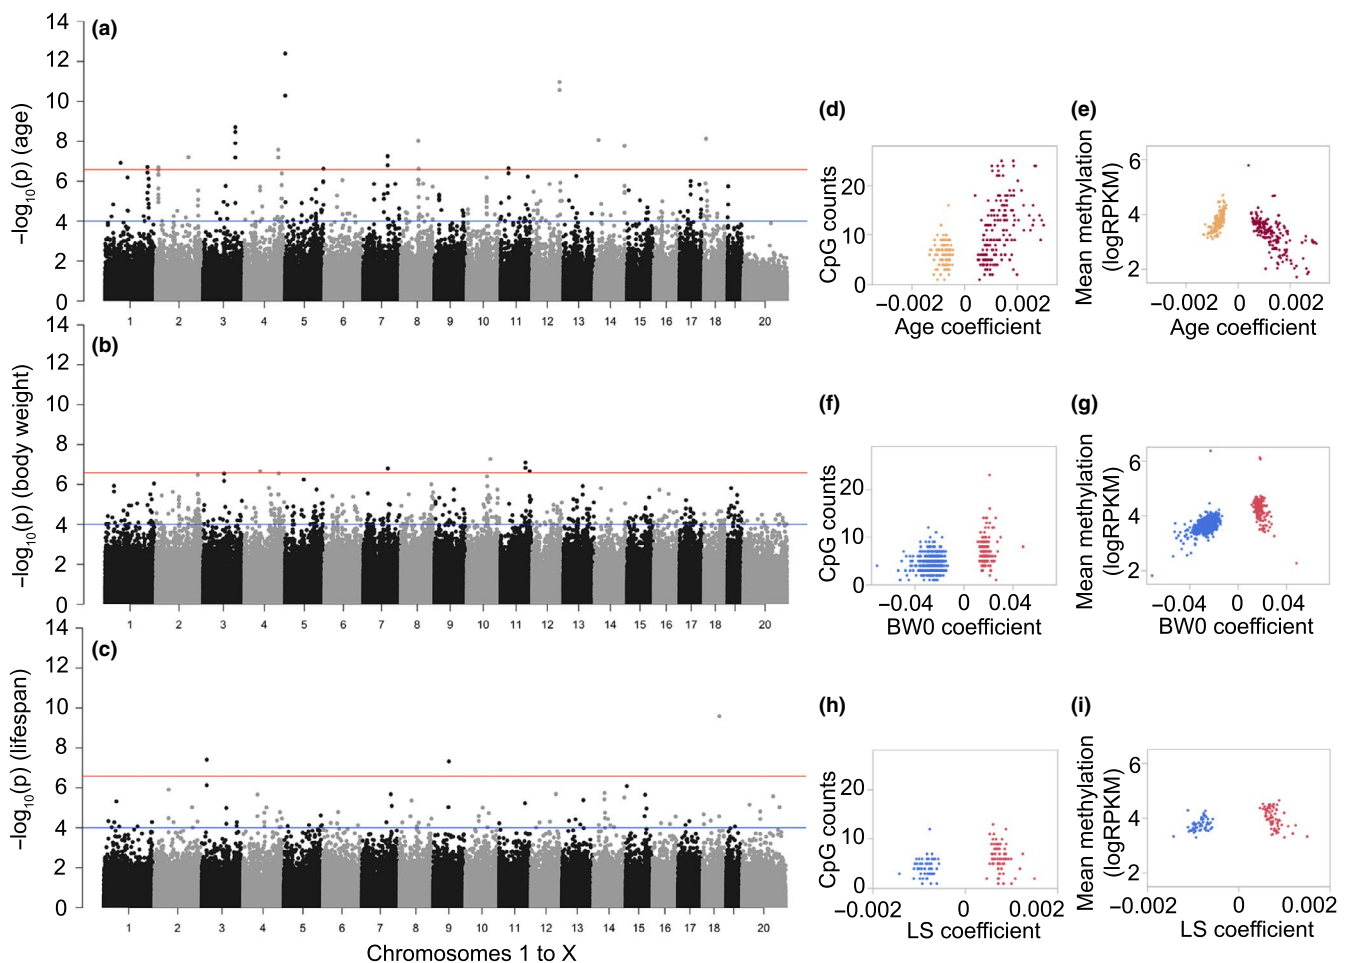 (a)
−log10(p) (age)
14
12
10
8
6
4
2
0
1 2 3 4 5 6 7 8 9 10 11 12 13 14 15 16 17 18 20
(b)
−log10(p) (body weight)
14
12
10
8
6
4
2
0
1 2 3 4 5 6 7 8 9 10 11 12 13 14 15 16 17 18 20
(c)
−log10(p) (lifespan)
14
12
10
8
6
4
2
0
1 2 3 4 5 6 7 8 9 10 11 12 13 14 15 16 17 18 20
Chromosomes 1 to X
(d)
CpG counts
20
10
0
−0.002 0 0.002
Age coefficient
(e)
Mean methylation
(logRPKM)
6
4
2
−0.002 0 0.002
Age coefficient
(f)
CpG counts
20
10
0
−0.04 0 0.04
BW0 coefficient
(g)
Mean methylation
(logRPKM)
6
4
2
−0.04 0 0.04
BW0 coefficient
(h)
CpG counts
20
10
0
−0.002 0 0.002
LS coefficient
(i)
Mean methylation
(logRPKM)
6
4
2
−0.002 0 0.002
LS coefficient